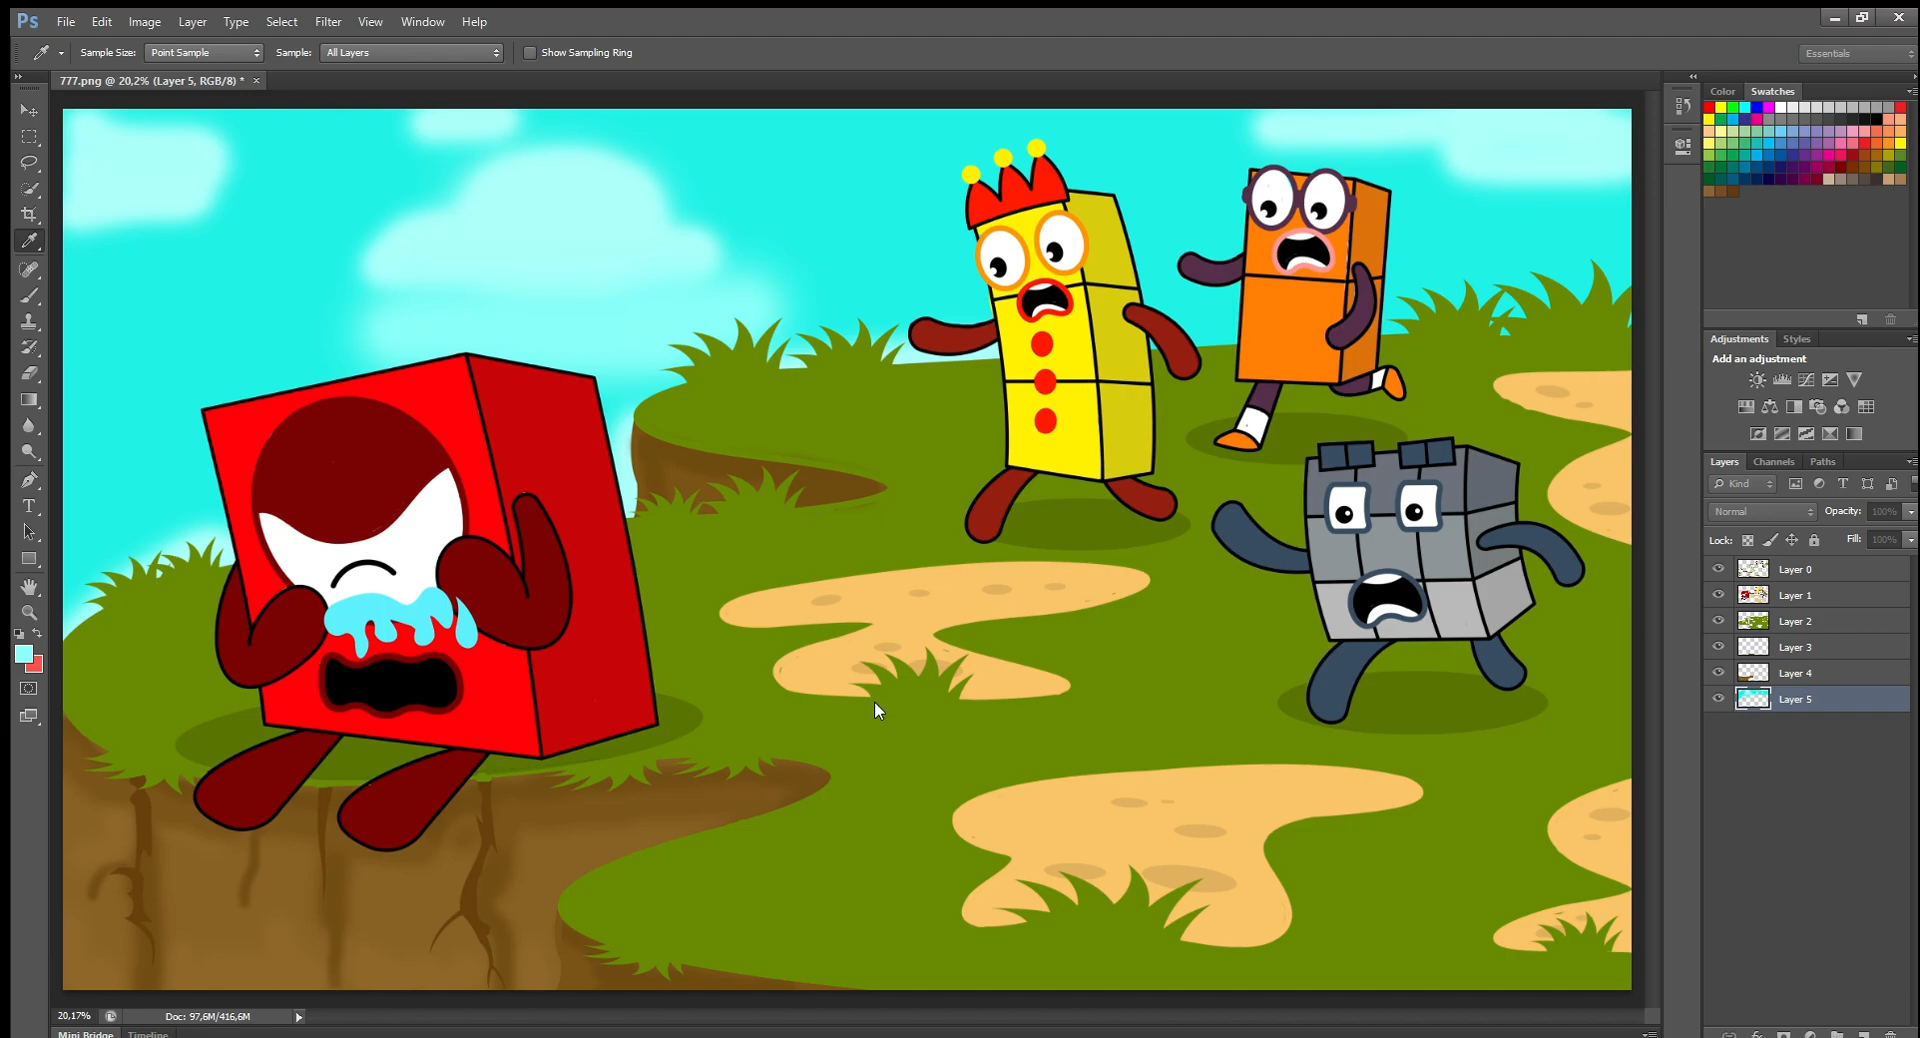 Ps File Edit Image Layer Type Select Filter View Window Help
Sample Size: Point Sample Sample: All Layers Show Sampling Ring Essentials
777.png @ 20,2% (Layer 5, RGB/8) * ×
Color Swatches
Adjustments Styles
Add an adjustment
Layers Channels Paths
Kind
Normal Opacity: 100%
Lock: Fill: 100%
Layer 0
Layer 1
Layer 2
Layer 3
Layer 4
Layer 5
20,17% Doc: 97,6M/416,6M
Mini Bridge Timeline